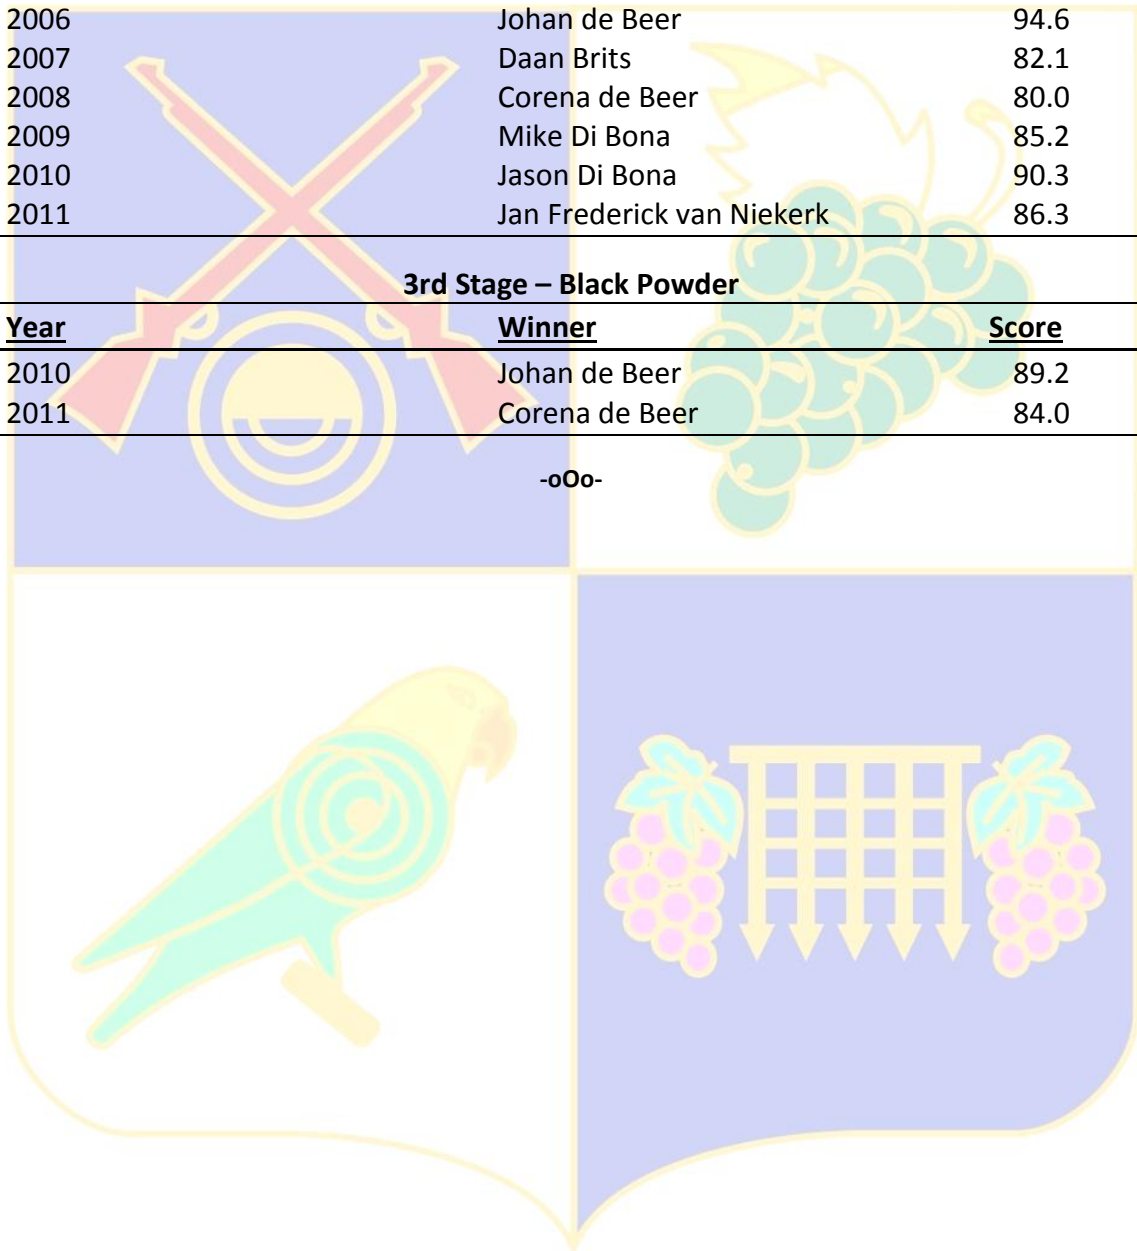 2006 Johan de Beer 94.6
2007 Daan Brits 82.1
2008 Corena de Beer 80.0
2009 Mike Di Bona 85.2
2010 Jason Di Bona 90.3
2011 Jan Frederick van Niekerk 86.3
3rd Stage – Black Powder
Year Winner Score
2010 Johan de Beer 89.2
2011 Corena de Beer 84.0
-oOo-